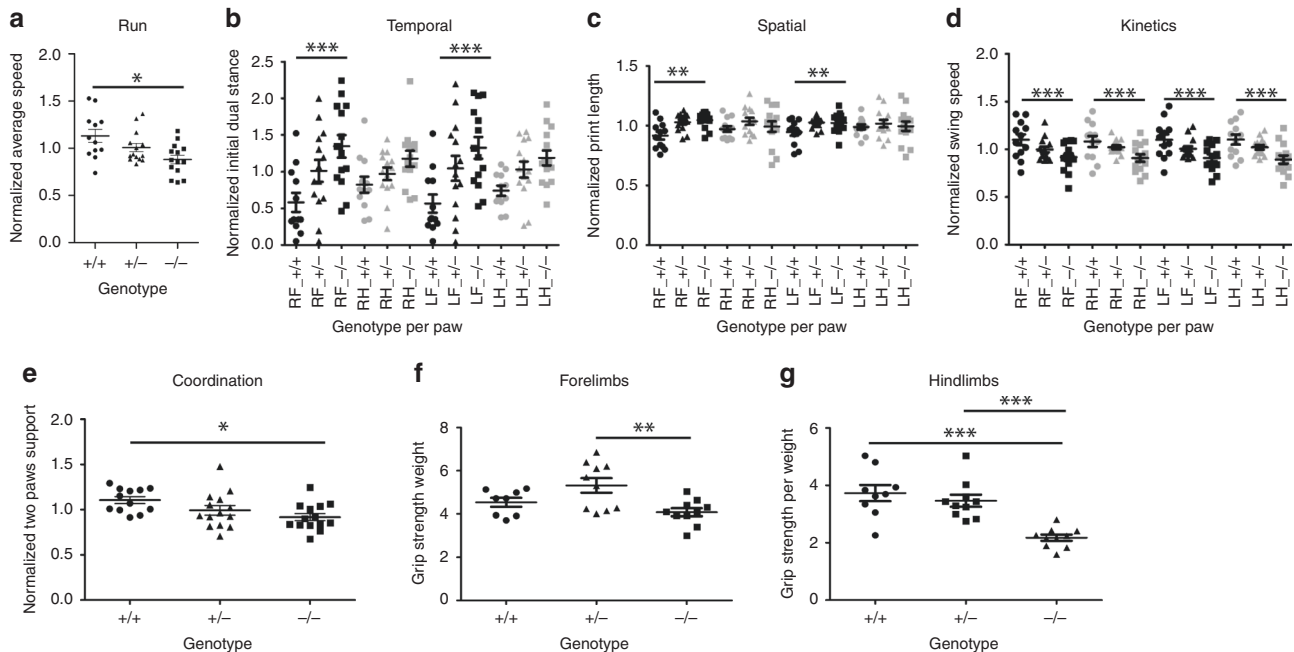 a
Run
Normalized average speed
2.0
1.5
1.0
0.5
0.0
*
+/+
+/–
–/–
Genotype
b
Temporal
Normalized initial dual stance
2.5
2.0
1.5
1.0
0.5
0.0
***
***
RF_+/+
RF_+/–
RF_–/–
RH_+/+
RH_+/–
RH_–/–
LF_+/+
LF_+/–
LF_–/–
LH_+/+
LH_+/–
LH_–/–
Genotype per paw
c
Spatial
Normalized print length
1.5
1.0
0.5
0.0
**
**
RF_+/+
RF_+/–
RF_–/–
RH_+/+
RH_+/–
RH_–/–
LF_+/+
LF_+/–
LF_–/–
LH_+/+
LH_+/–
LH_–/–
Genotype per paw
d
Kinetics
Normalized swing speed
2.0
1.5
1.0
0.5
0.0
***
***
***
***
RF_+/+
RF_+/–
RF_–/–
RH_+/+
RH_+/–
RH_–/–
LF_+/+
LF_+/–
LF_–/–
LH_+/+
LH_+/–
LH_–/–
Genotype per paw
e
Coordination
Normalized two paws support
2.0
1.5
1.0
0.5
0.0
*
+/+
+/–
–/–
Genotype
f
Forelimbs
Grip strength weight
8
6
4
2
0
**
+/+
+/–
–/–
Genotype
g
Hindlimbs
Grip strength per weight
6
4
2
0
***
***
+/+
+/–
–/–
Genotype